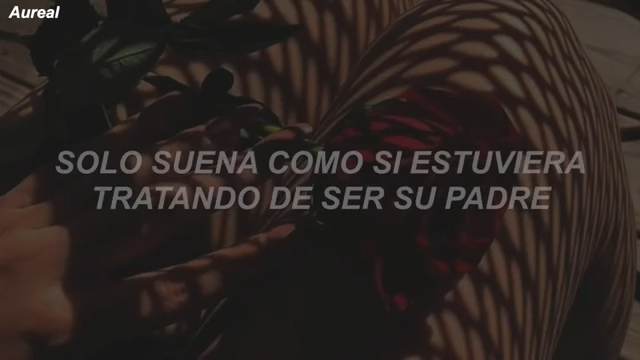 Aureal
SOLO SUENA COMO SI ESTUVIERA
TRATANDO DE SER SU PADRE